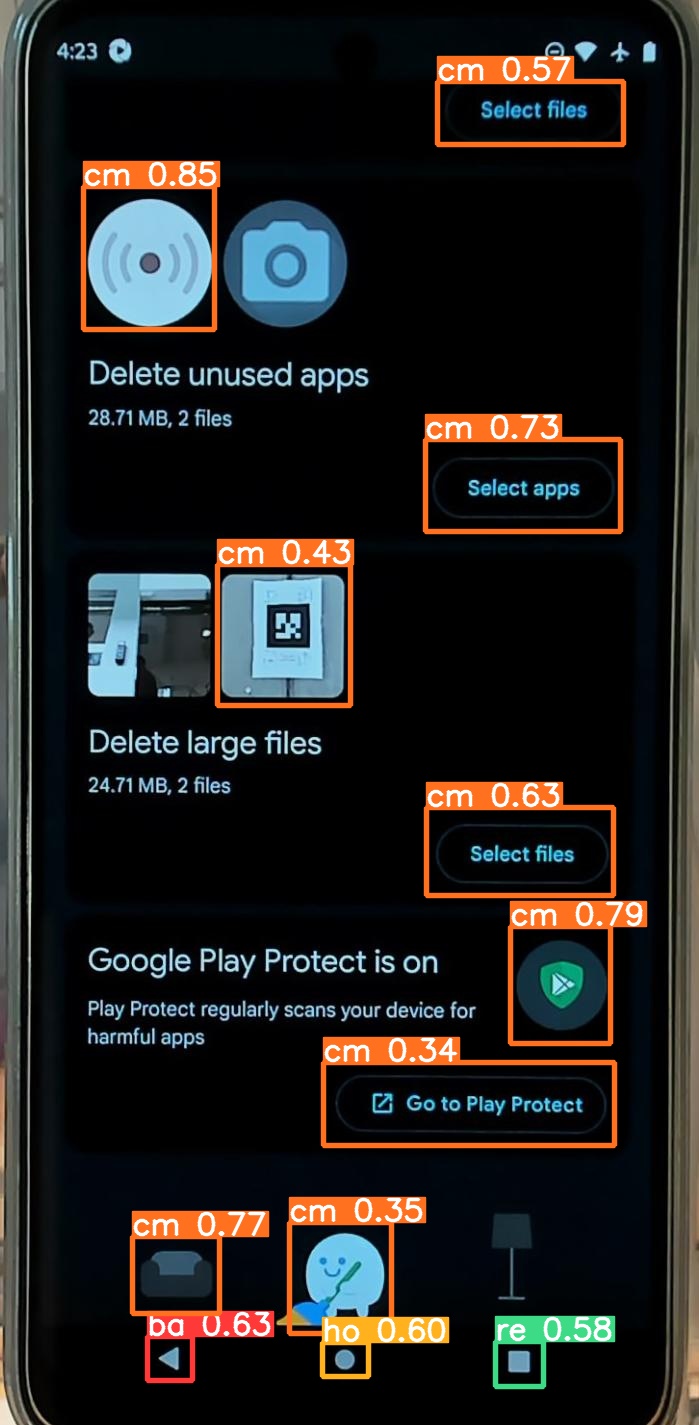 4:23
cm 0.57
Select files
cm 0.85
Delete unused apps
28.71 MB, 2 files
cm 0.73
Select apps
cm 0.43
Delete large files
24.71 MB, 2 files
cm 0.63
Select files
cm 0.79
Google Play Protect is on
Play Protect regularly scans your device for
harmful apps
cm 0.34
Go to Play Protect
cm 0.77
cm 0.35
ba 0.63
ho 0.60
re 0.58